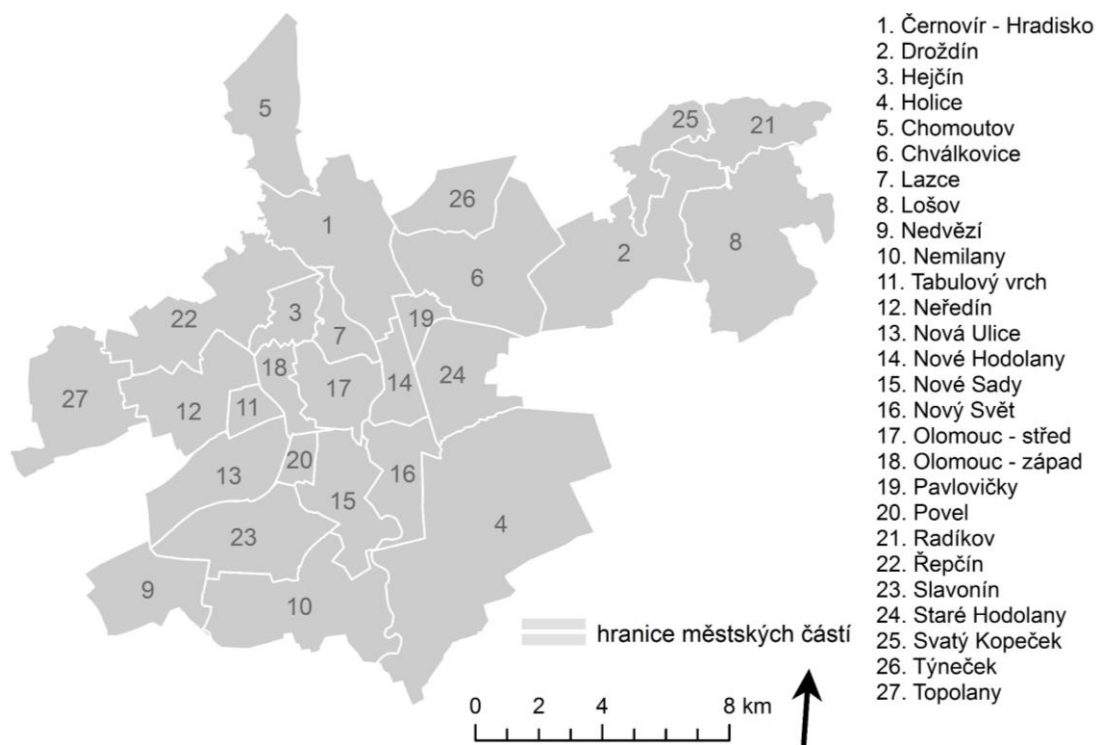 5
25
21
26
1
2
8
6
22
3
19
7
18
24
27
17
14
12
11
13
20
16
15
4
23
9
10
hranice městských částí
0 2 4 8 km
1. Černovír - Hradisko
2. Droždín
3. Hejčín
4. Holice
5. Chomoutov
6. Chválkovice
7. Lazce
8. Lošov
9. Nedvězí
10. Nemilany
11. Tabulový vrch
12. Neředín
13. Nová Ulice
14. Nové Hodolany
15. Nové Sady
16. Nový Svět
17. Olomouc - střed
18. Olomouc - západ
19. Pavlovičky
20. Povel
21. Radíkov
22. Řepčín
23. Slavonín
24. Staré Hodolany
25. Svatý Kopeček
26. Týneček
27. Topolany